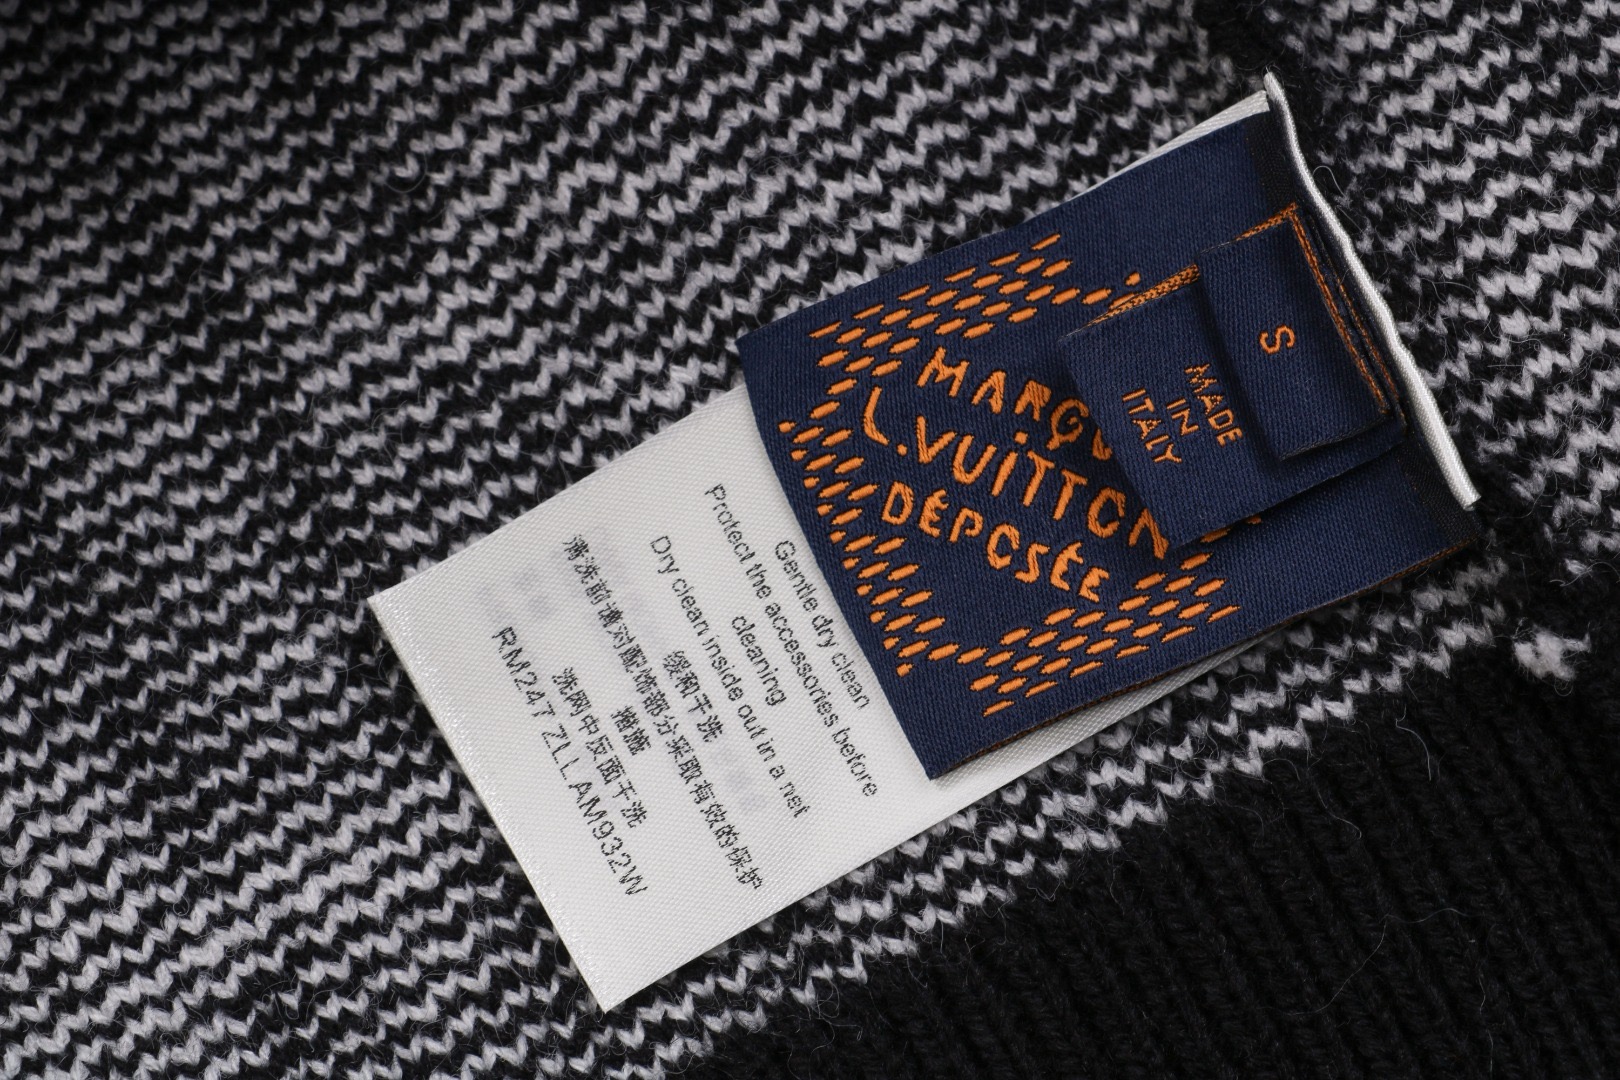 MARQU
L.VUITTON
DÉPOSÉE
MADE
IN
ITALY
S
Gentle dry clean
Protect the accessories before
cleaning
Dry clean inside out in a net
缓和干洗
清洗前请对配饰部分采取有效的保护
措施
洗网中反面干洗
RM247 ZLL AM932W